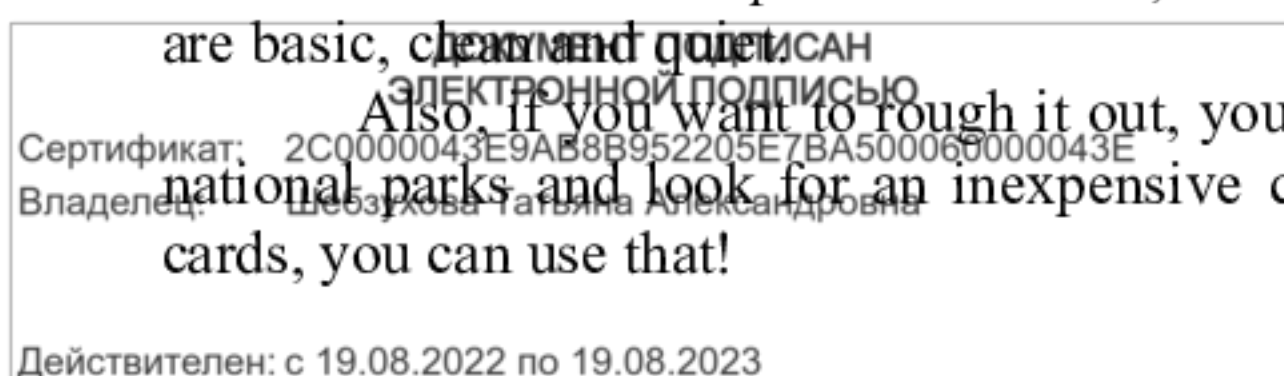 are basic, clean and quiet.
ДОКУМЕНТ ПОДПИСАН
ЭЛЕКТРОННОЙ ПОДПИСЬЮ
Also, if you want to rough it out, you
Сертификат: 2C0000043E9AB8B952205E7BA500060000043E
national parks and look for an inexpensive
Владелец: Шебзухова Татьяна Александровна
cards, you can use that!
Действителен: с 19.08.2022 по 19.08.2023